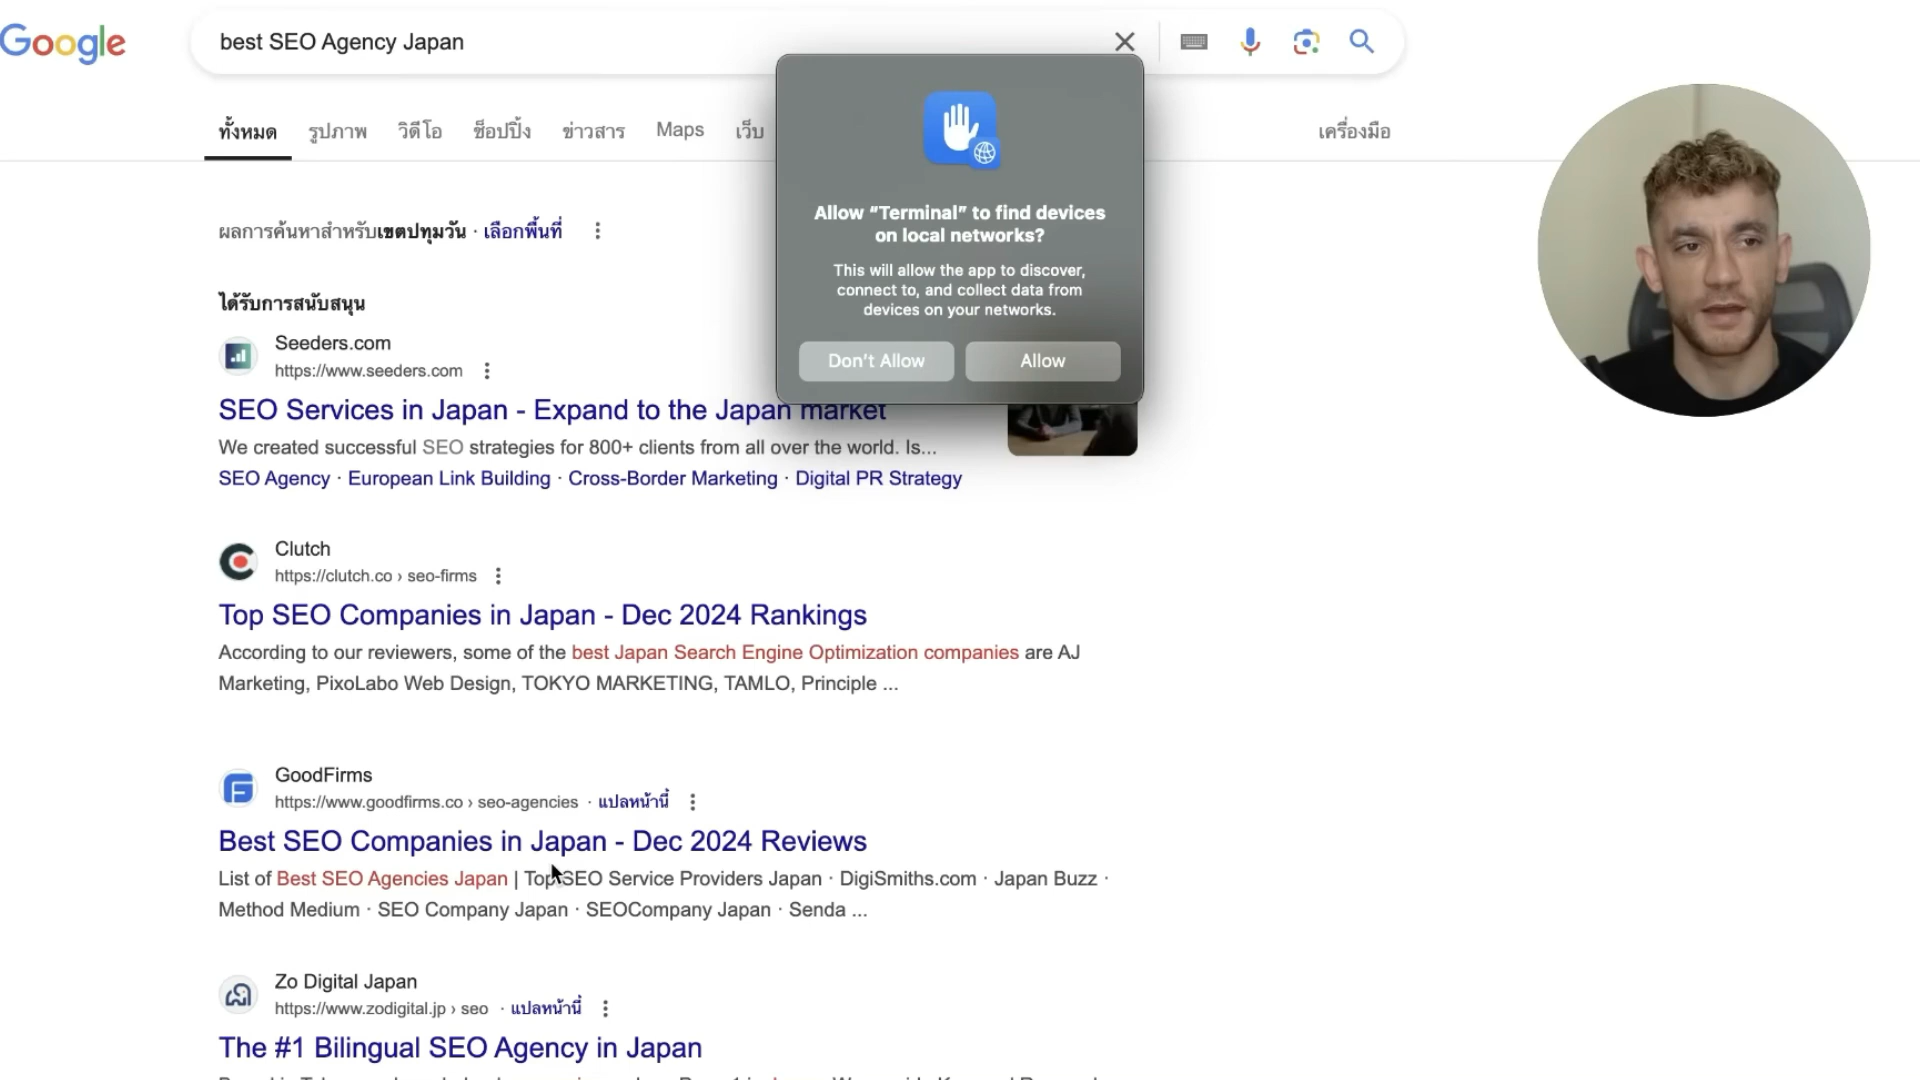 Google
best SEO Agency Japan
ทั้งหมด รูปภาพ วิดีโอ ช็อปปิ้ง ข่าวสาร Maps เว็บ เครื่องมือ
ผลการค้นหาสำหรับเขตปทุมวัน · เลือกพื้นที่
Allow “Terminal” to find devices
on local networks?
This will allow the app to discover,
connect to, and collect data from
devices on your networks.
Don’t Allow Allow
ได้รับการสนับสนุน
Seeders.com
https://www.seeders.com
SEO Services in Japan - Expand to the Japan market
We created successful SEO strategies for 800+ clients from all over the world. Is...
SEO Agency · European Link Building · Cross-Border Marketing · Digital PR Strategy
Clutch
https://clutch.co › seo-firms
Top SEO Companies in Japan - Dec 2024 Rankings
According to our reviewers, some of the best Japan Search Engine Optimization companies are AJ
Marketing, PixoLabo Web Design, TOKYO MARKETING, TAMLO, Principle ...
GoodFirms
https://www.goodfirms.co › seo-agencies · แปลหน้านี้
Best SEO Companies in Japan - Dec 2024 Reviews
List of Best SEO Agencies Japan | Top SEO Service Providers Japan · DigiSmiths.com · Japan Buzz ·
Method Medium · SEO Company Japan · SEOCompany Japan · Senda ...
Zo Digital Japan
https://www.zodigital.jp › seo · แปลหน้านี้
The #1 Bilingual SEO Agency in Japan